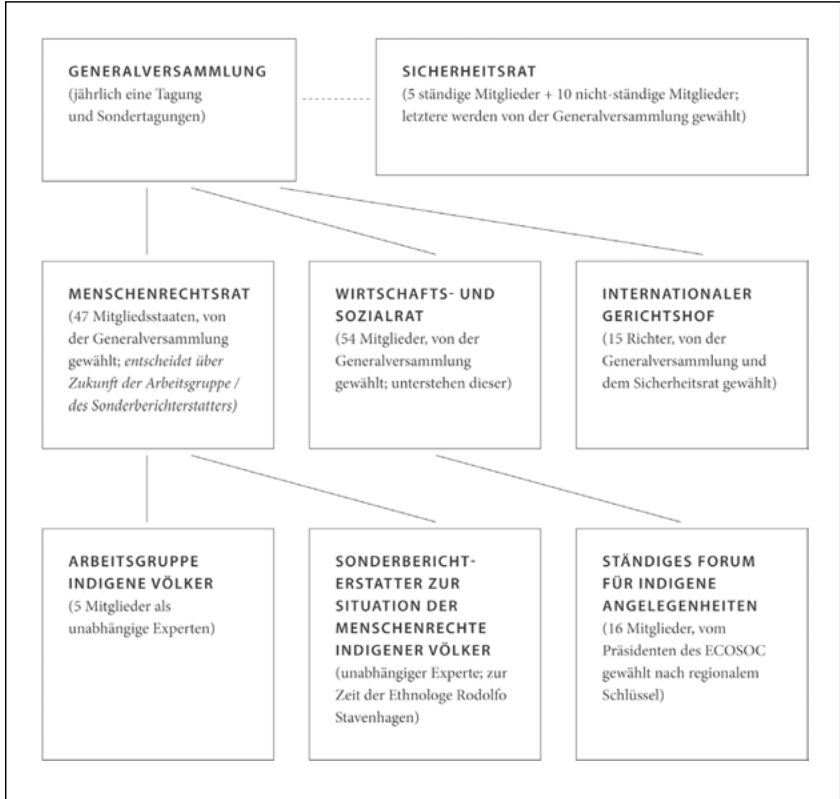 GENERALVERSAMMLUNG
(jährlich eine Tagung
und Sondertagungen)
SICHERHEITSRAT
(5 ständige Mitglieder + 10 nicht-ständige Mitglieder;
letztere werden von der Generalversammlung gewählt)
MENSCHENRECHTSRAT
(47 Mitgliedsstaaten, von
der Generalversammlung
gewählt; entscheidet über
Zukunft der Arbeitsgruppe /
des Sonderberichterstatters)
WIRTSCHAFTS- UND
SOZIALRAT
(54 Mitglieder, von der
Generalversammlung
gewählt; unterstehen dieser)
INTERNATIONALER
GERICHTSHOF
(15 Richter, von der
Generalversammlung und
dem Sicherheitsrat gewählt)
ARBEITSGRUPPE
INDIGENE VÖLKER
(5 Mitglieder als
unabhängige Experten)
SONDERBERICHT-
ERSTATTER ZUR
SITUATION DER
MENSCHENRECHTE
INDIGENER VÖLKER
(unabhängiger Experte; zur
Zeit der Ethnologe Rodolfo
Stavenhagen)
STÄNDIGES FORUM
FÜR INDIGENE
ANGELEGENHEITEN
(16 Mitglieder, vom
Präsidenten des ECOSOC
gewählt nach regionalem
Schlüssel)